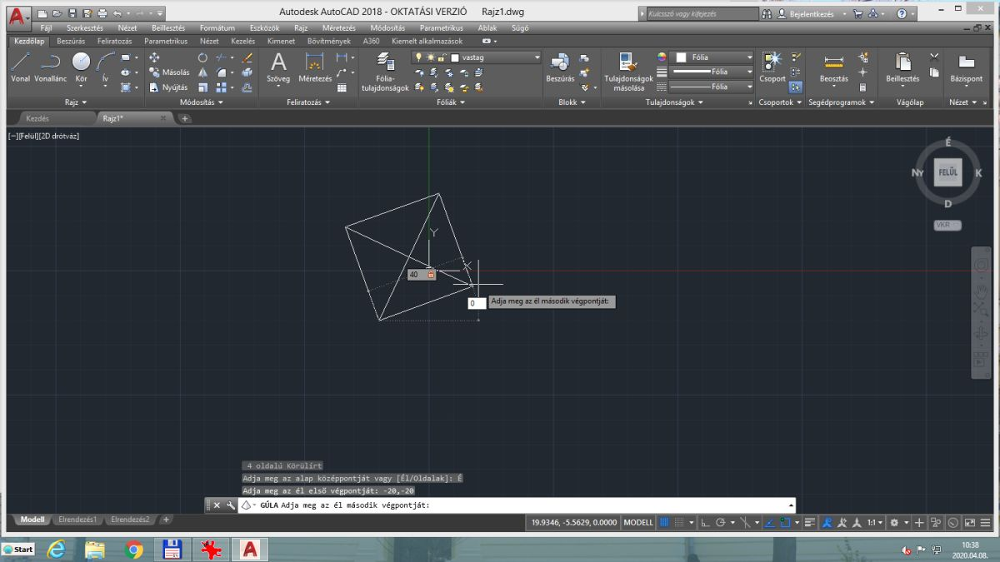 Autodesk AutoCAD 2018 - OKTATÁSI VERZIÓ Rajz1.dwg
Kulcsszó vagy kifejezés
Bejelentkezés
Fájl Szerkesztés Nézet Beillesztés Formátum Eszközök Rajz Méretezés Módosítás Parametrikus Ablak Súgó
Kezdőlap Beszúrás Feliratozás Parametrikus Nézet Kezelés Kimenet Bővítmények A360 Kiemelt alkalmazások
Vonal Vonallánc Kör Ív
Másolás
Nyújtás
Szöveg Méretezés
Fólia-
tulajdonságok
vastag
Beszúrás
Tulajdonságok
másolása
Fólia
Fólia
Fólia
Csoport
Beosztás
Beillesztés
Bázispont
Rajz Módosítás Feliratozás Fóliák Blokk Tulajdonságok Csoportok Segédprogramok Vágólap Nézet
Kezdés Rajz1*
[−][Felül][2D drótváz]
É
Ny FELÜL K
D
VKR
Y
X
40
0
Adja meg az él második végpontját:
4 oldalú Körülírt
Adja meg az alap középpontját vagy [Él/Oldalak]: É
Adja meg az él első végpontját: -20,-20
GÚLA Adja meg az él második végpontját:
Modell Elrendezés1 Elrendezés2 +
19.9346, -5.5629, 0.0000 MODELL
1:1
Start
10:38
2020.04.08.